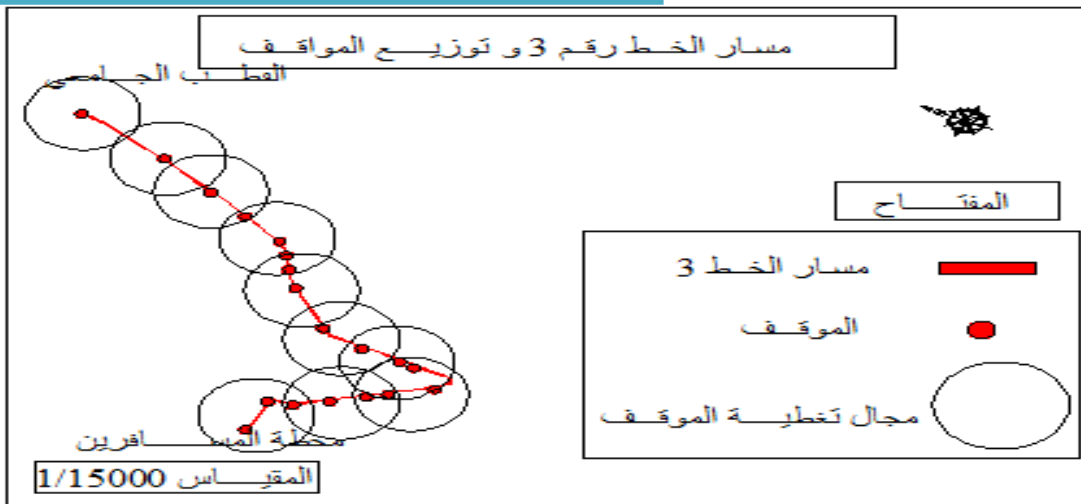 مسار الخط رقم 3 و توزيع المواقف
القطب الجامعي
المفتاح
مسار الخط 3
الموقف
مجال تغطية الموقف
محطة المسافرين
المقياس 1/15000